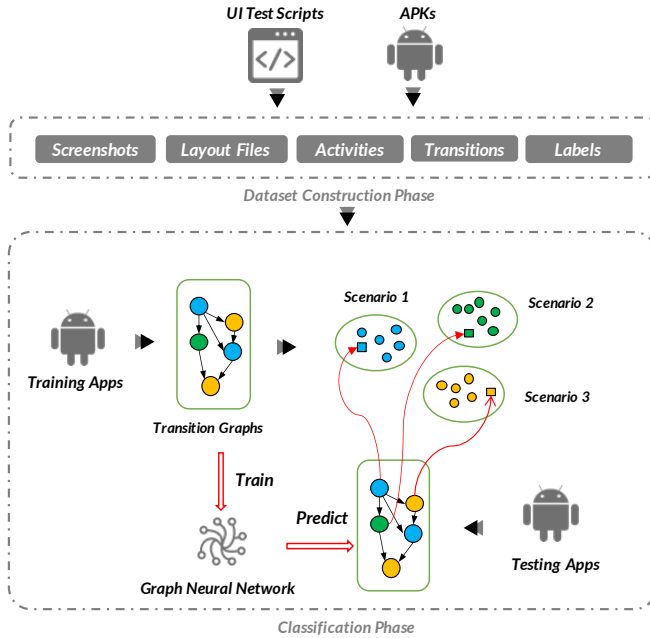 UI Test Scripts
APKs
</>
Screenshots
Layout Files
Activities
Transitions
Labels
Dataset Construction Phase
Scenario 1
Scenario 2
Scenario 3
Training Apps
Transition Graphs
Train
Predict
Graph Neural Network
Testing Apps
Classification Phase